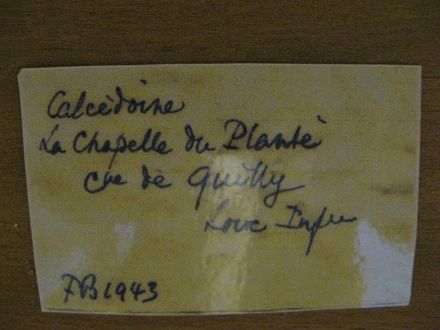 Calcédoine
La Chapelle du Planté
Cne de Quilly
Loire Infre
FB1943